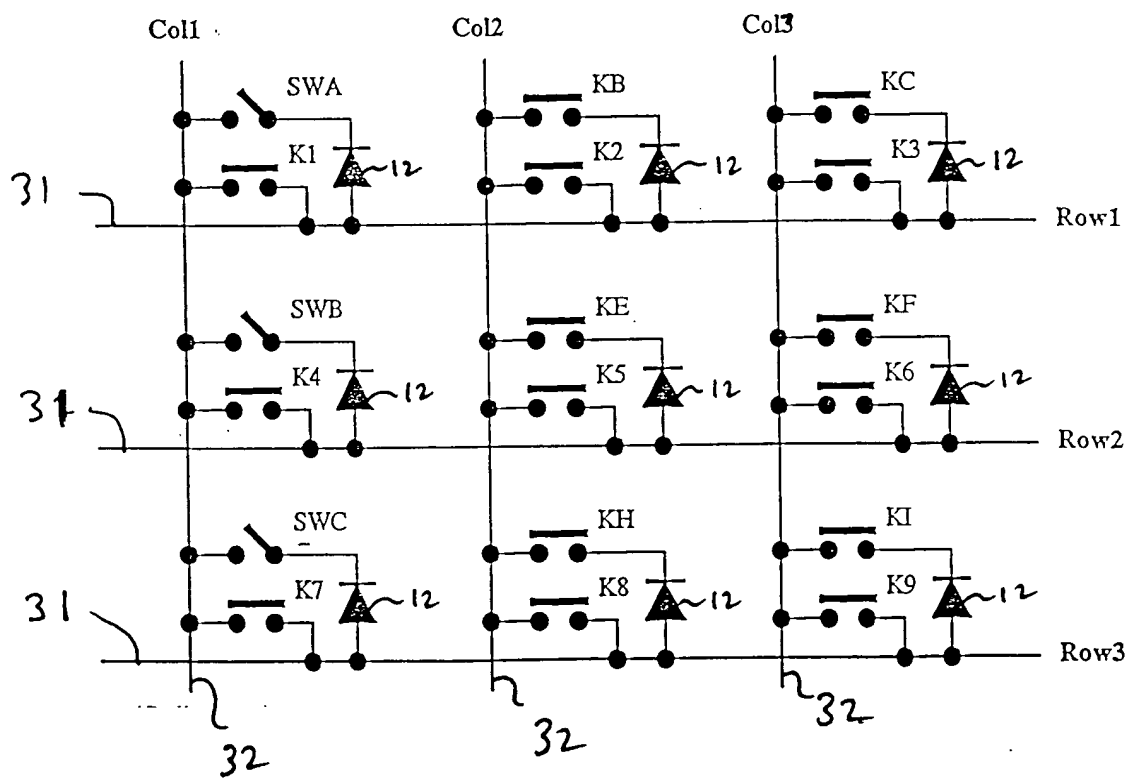 Col1 Col2 Col3
SWA KB KC
K1 12 K2 12 K3 12
31
Row1
SWB KE KF
K4 12 K5 12 K6 12
31
Row2
SWC KH KI
K7 12 K8 12 K9 12
31
Row3
32 32 32